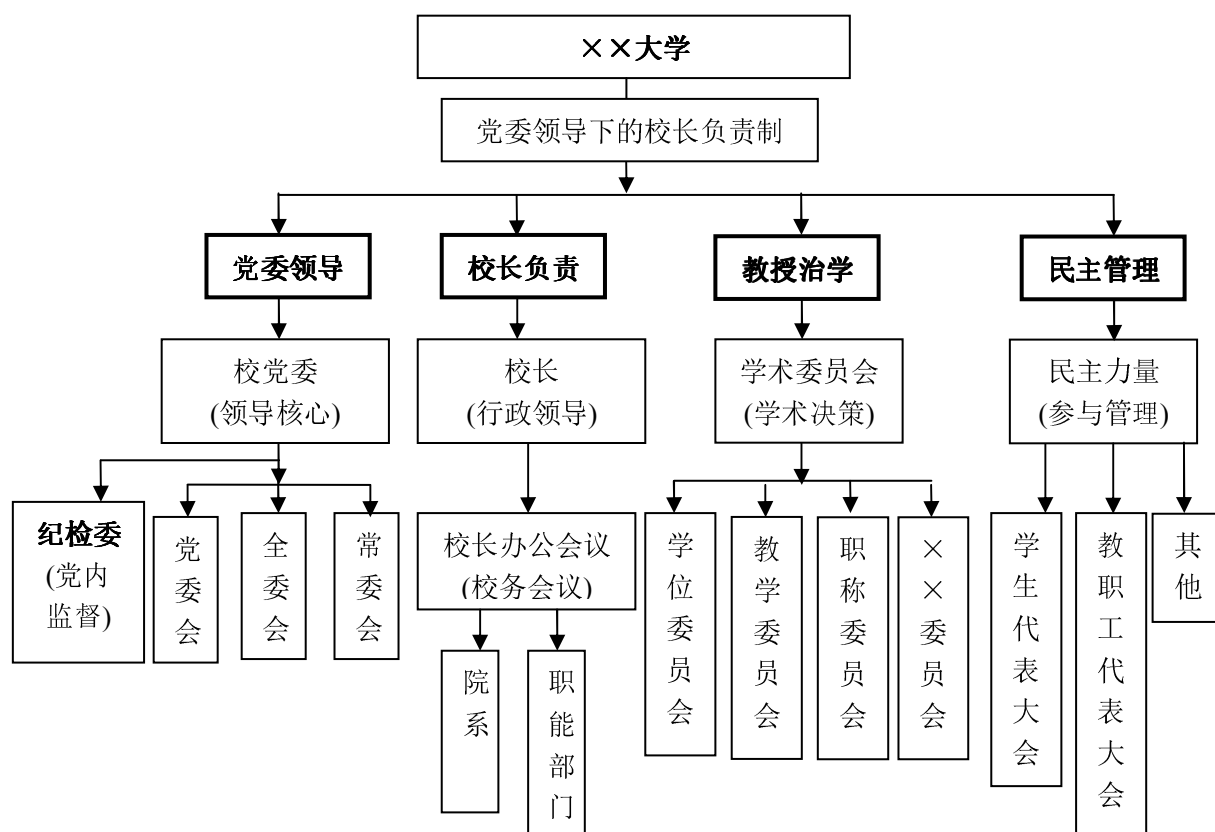 ××大学
党委领导下的校长负责制
党委领导
校长负责
教授治学
民主管理
校党委
(领导核心)
校长
(行政领导)
学术委员会
(学术决策)
民主力量
(参与管理)
纪检委
(党内
监督)
党委会
全委会
常委会
校长办公会议
(校务会议)
院系
职能部门
学位委员会
教学委员会
职称委员会
××委员会
学生代表大会
教职工代表大会
其他